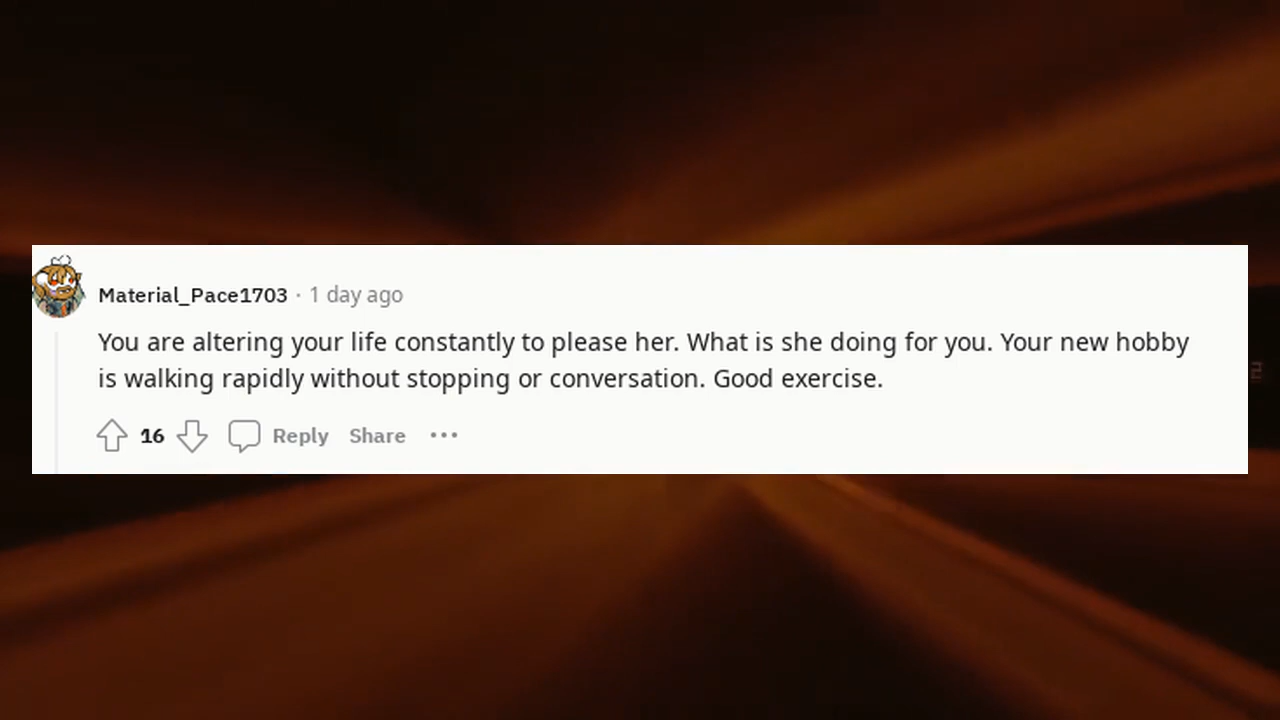 Material_Pace1703 · 1 day ago
You are altering your life constantly to please her. What is she doing for you. Your new hobby
is walking rapidly without stopping or conversation. Good exercise.
16 Reply Share